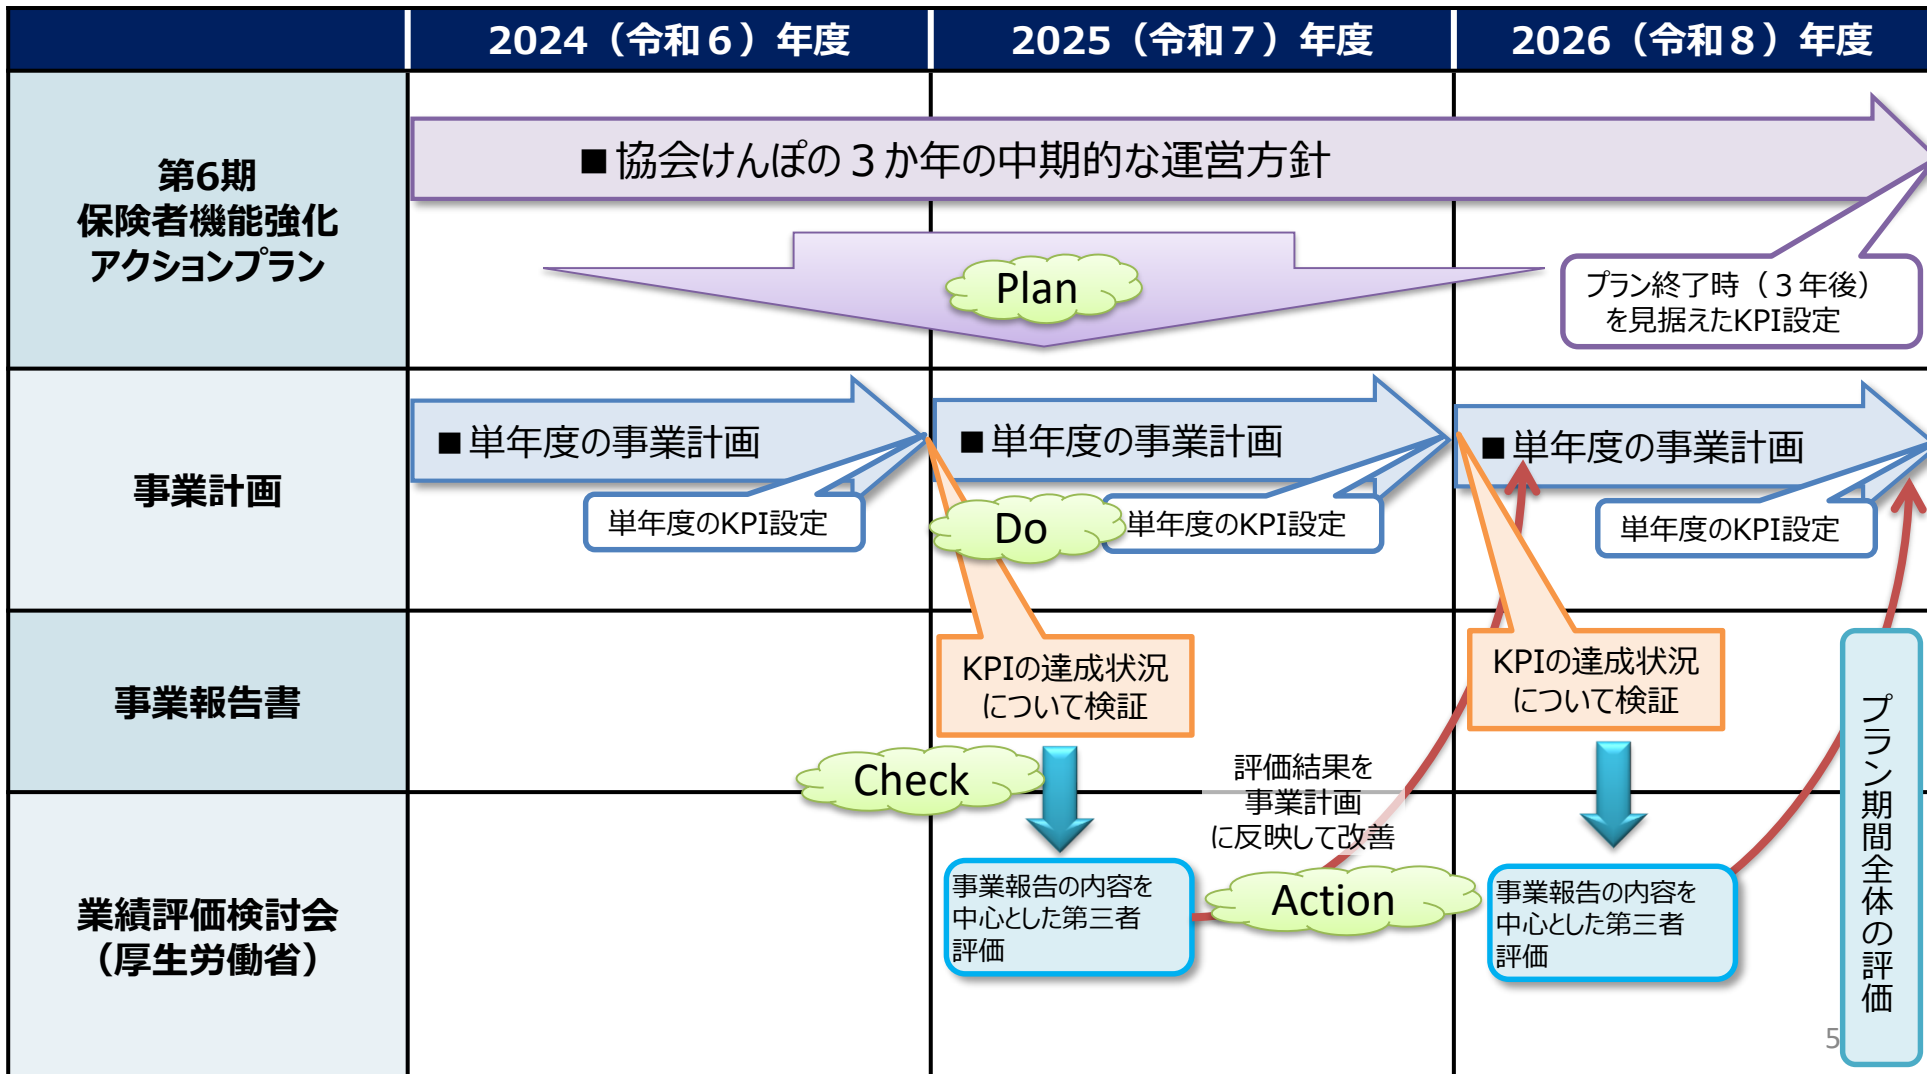 2024（令和６）年度
2025（令和７）年度
2026（令和８）年度
第6期
保険者機能強化
アクションプラン
■ 協会けんぽの３か年の中期的な運営方針
Plan
プラン終了時（３年後）
を見据えたKPI設定
事業計画
■ 単年度の事業計画
単年度のKPI設定
■ 単年度の事業計画
Do
単年度のKPI設定
■ 単年度の事業計画
単年度のKPI設定
事業報告書
KPIの達成状況
について検証
KPIの達成状況
について検証
Check
評価結果を
事業計画
に反映して改善
業績評価検討会
（厚生労働省）
事業報告の内容を
中心とした第三者
評価
Action
事業報告の内容を
中心とした第三者
評価
プラン期間全体の評価
5